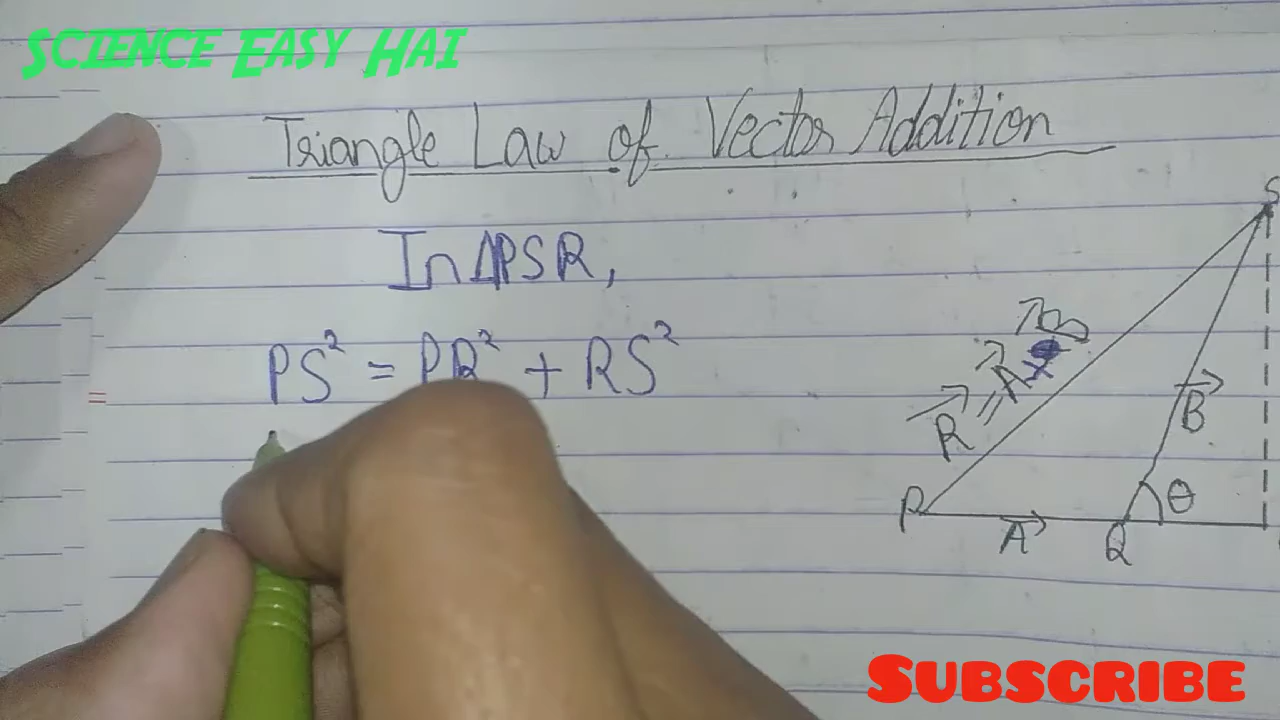 SCIENCE EASY HAI
Triangle Law of Vector Addition
In ΔPSR,
PS² = PR² + RS²
S
R⃗ = A⃗ + B⃗
B⃗
P
A⃗
Q
θ
SUBSCRIBE